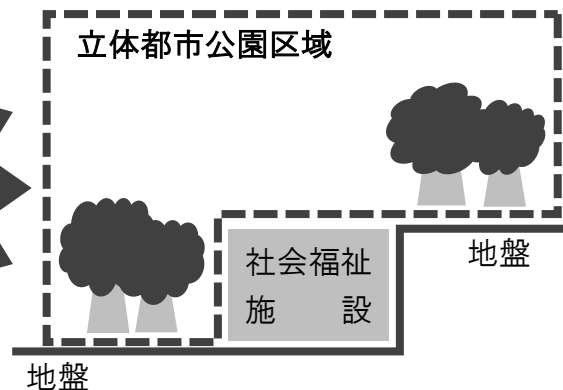 立体都市公園区域
社会福祉
施　設
地盤
地盤